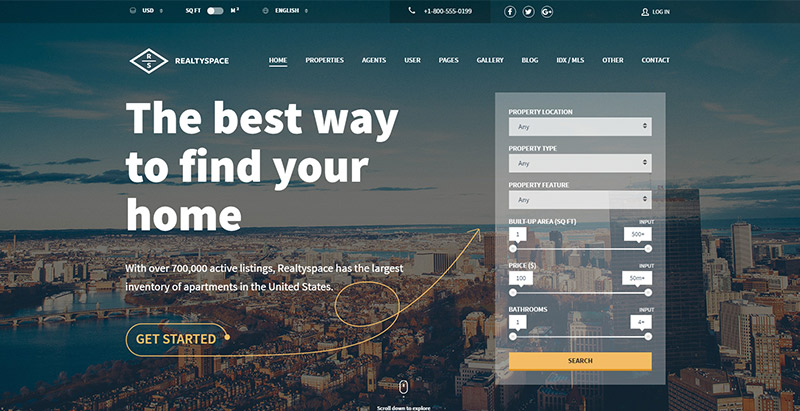 USD SQ FT M² ENGLISH +1-800-555-0199 LOG IN
R S REALTYSPACE
HOME PROPERTIES AGENTS USER PAGES GALLERY BLOG IDX / MLS OTHER CONTACT
The best way
to find your
home
With over 700,000 active listings, Realtyspace has the largest
inventory of apartments in the United States.
GET STARTED
PROPERTY LOCATION
Any
PROPERTY TYPE
Any
PROPERTY FEATURE
Any
BUILT-UP AREA (SQ FT) INPUT
1 500+
PRICE ($) INPUT
100 50m+
BATHROOMS INPUT
1 4+
SEARCH
Scroll down to explore